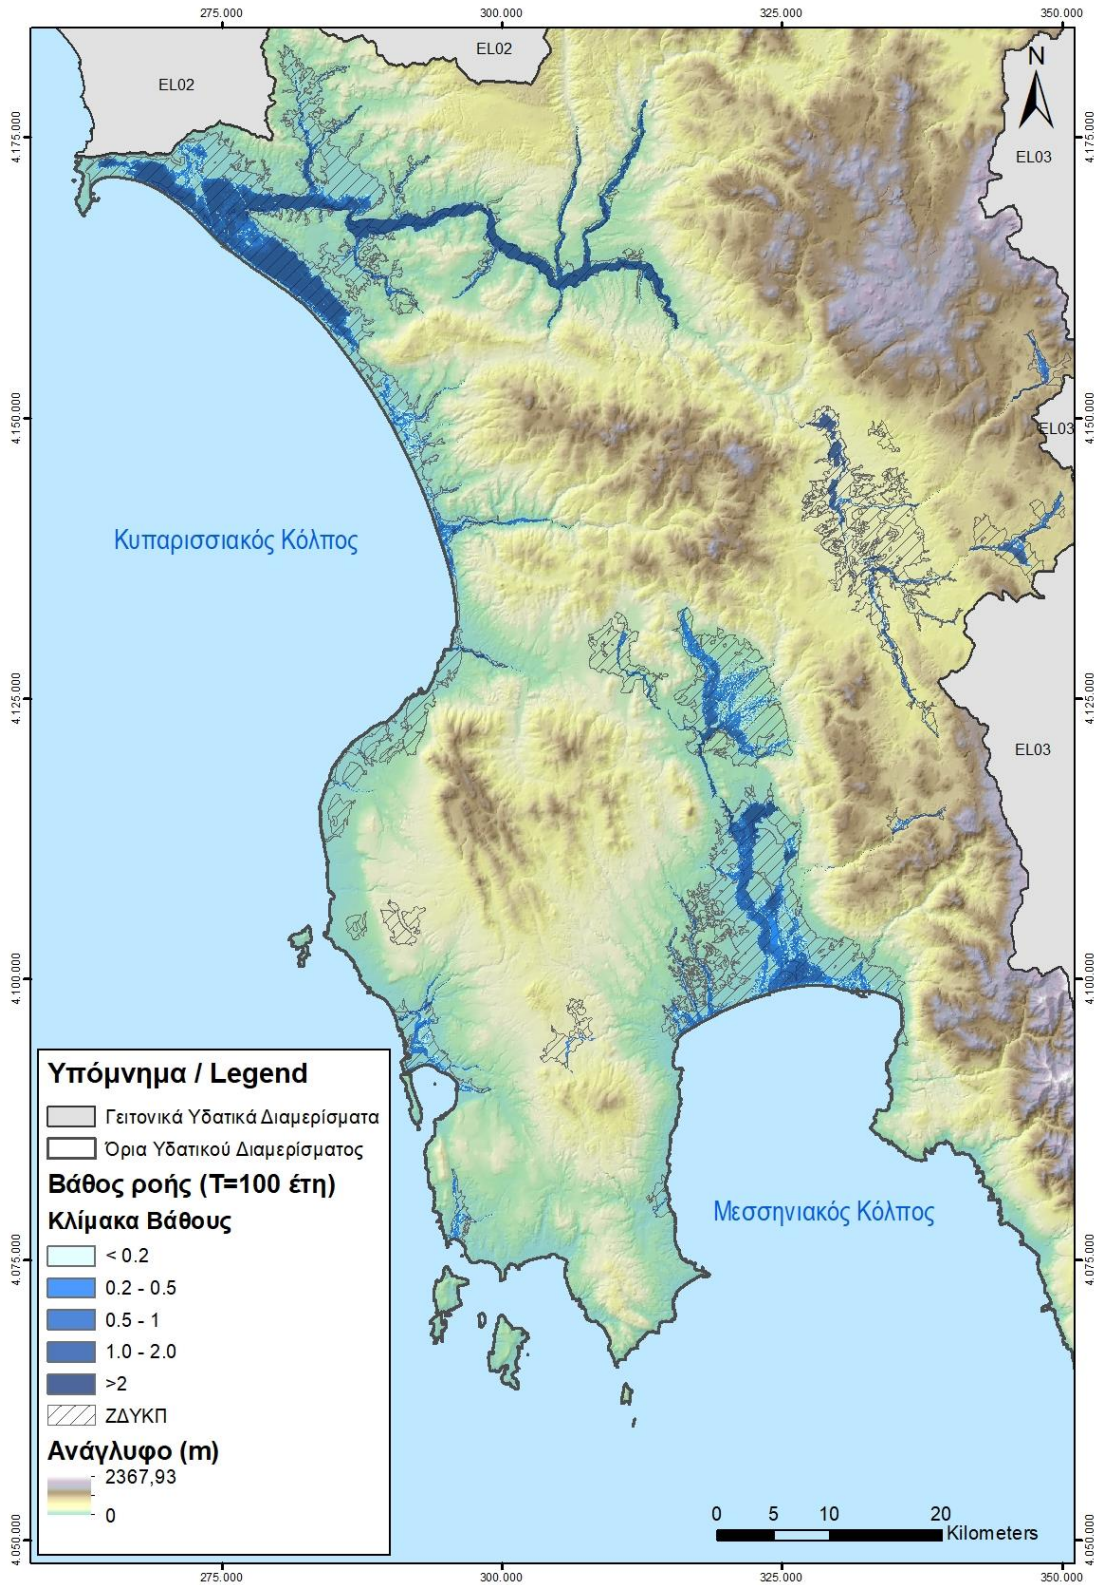 275.000
300.000
325.000
350.000
EL02
EL02
N
4.175.000
4.175.000
EL03
4.150.000
EL03
4.150.000
Κυπαρισσιακός Κόλπος
4.125.000
4.125.000
EL03
4.100.000
4.100.000
Υπόμνημα / Legend
Γειτονικά Υδατικά Διαμερίσματα
Όρια Υδατικού Διαμερίσματος
Βάθος ροής (T=100 έτη)
Κλίμακα Βάθους
< 0.2
0.2 - 0.5
0.5 - 1
1.0 - 2.0
>2
ΖΔΥΚΠ
Ανάγλυφο (m)
2367,93
0
Μεσσηνιακός Κόλπος
4.075.000
4.075.000
0 5 10 20
Kilometers
4.050.000
4.050.000
275.000
300.000
325.000
350.000